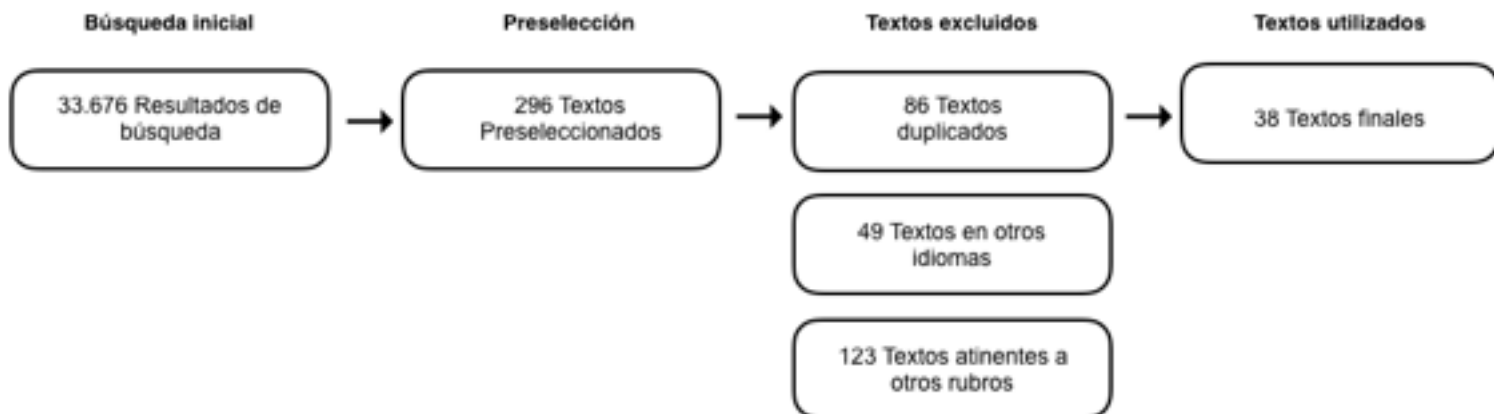 Búsqueda inicial
Preselección
Textos excluidos
Textos utilizados
33.676 Resultados de
búsqueda
296 Textos
Preseleccionados
86 Textos
duplicados
38 Textos finales
49 Textos en otros
idiomas
123 Textos atinentes a
otros rubros